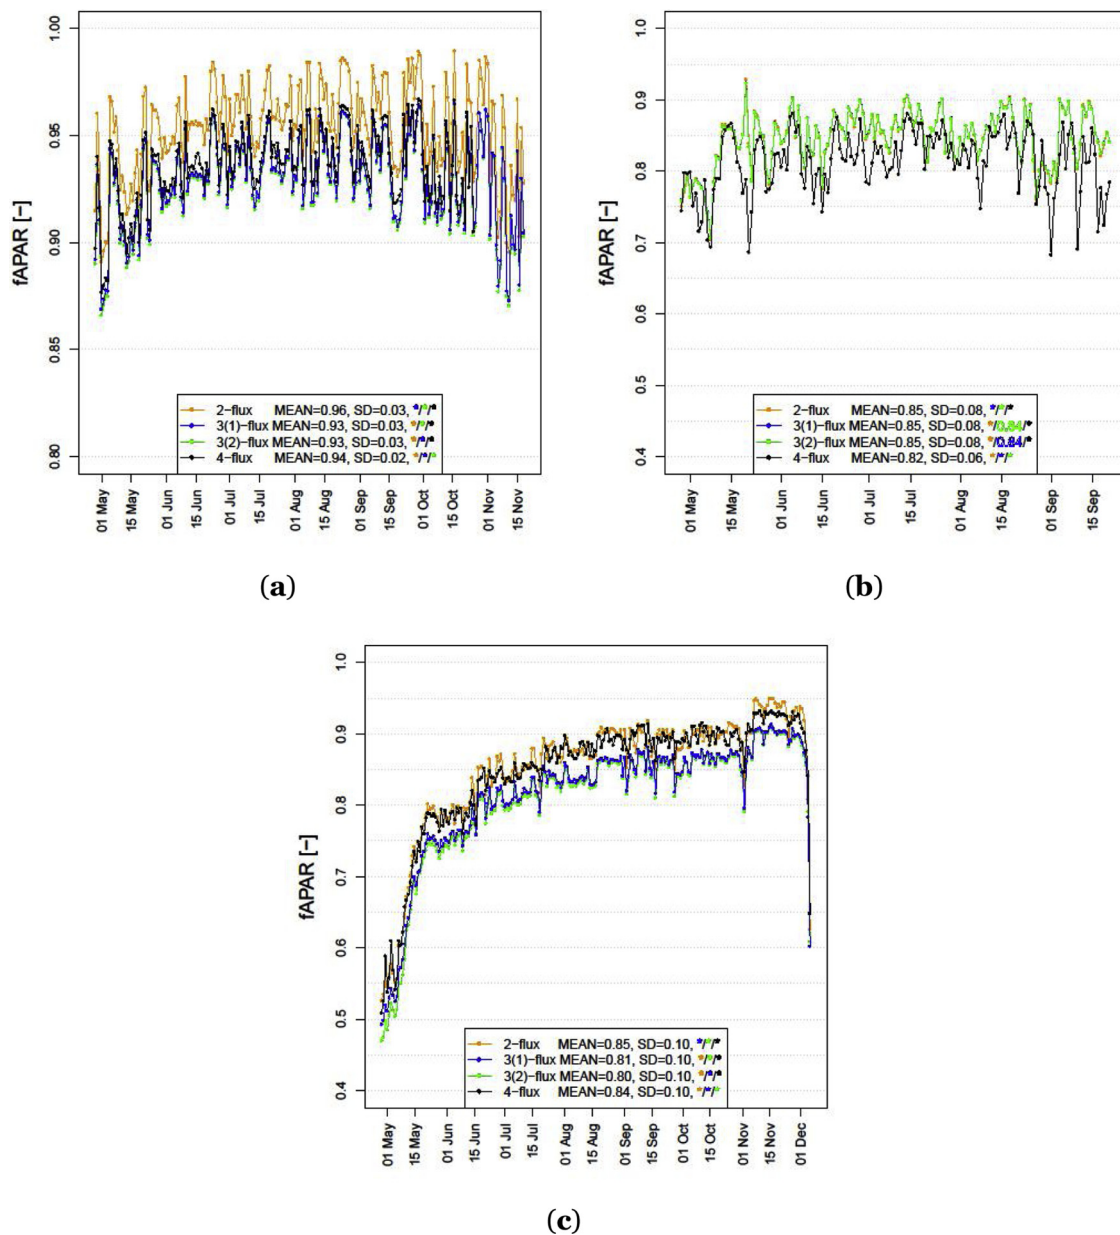 fAPAR [−]
1.00
0.95
0.90
0.85
0.80
2−flux MEAN=0.96, SD=0.03, */*/*
3(1)−flux MEAN=0.93, SD=0.03, */*/*
3(2)−flux MEAN=0.93, SD=0.03, */*/*
4−flux MEAN=0.94, SD=0.02, */*/*
01 May
15 May
01 Jun
15 Jun
01 Jul
15 Jul
01 Aug
15 Aug
01 Sep
15 Sep
01 Oct
15 Oct
01 Nov
15 Nov
(a)
fAPAR [−]
1.0
0.9
0.8
0.7
0.6
0.5
0.4
2−flux MEAN=0.85, SD=0.08, */*/*
3(1)−flux MEAN=0.85, SD=0.08, */0.84/*
3(2)−flux MEAN=0.85, SD=0.08, */0.84/*
4−flux MEAN=0.82, SD=0.06, */*/*
01 May
15 May
01 Jun
15 Jun
01 Jul
15 Jul
01 Aug
15 Aug
01 Sep
15 Sep
(b)
fAPAR [−]
1.0
0.9
0.8
0.7
0.6
0.5
0.4
2−flux MEAN=0.85, SD=0.10, */*/*
3(1)−flux MEAN=0.81, SD=0.10, */*/*
3(2)−flux MEAN=0.80, SD=0.10, */*/*
4−flux MEAN=0.84, SD=0.10, */*/*
01 May
15 May
01 Jun
15 Jun
01 Jul
15 Jul
01 Aug
15 Aug
01 Sep
15 Sep
01 Oct
15 Oct
01 Nov
15 Nov
01 Dec
(c)